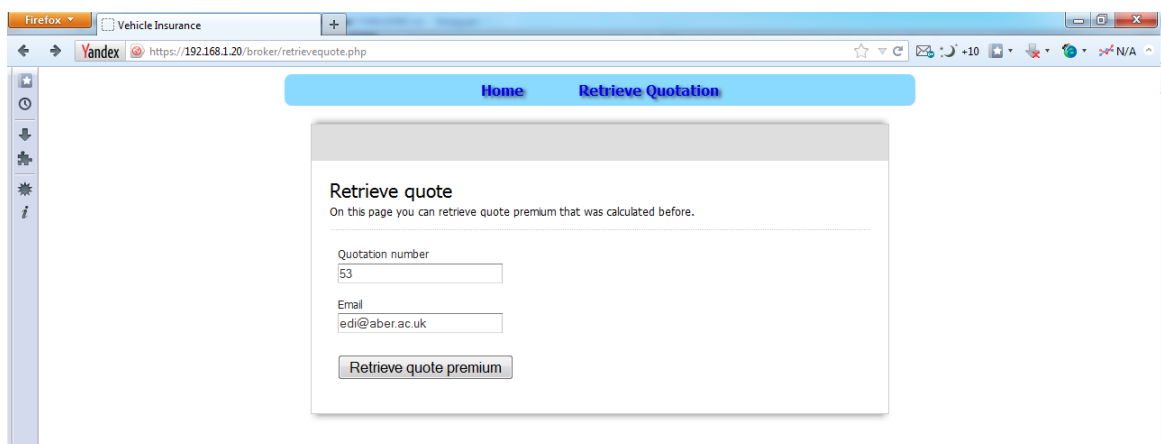 Firefox
Vehicle Insurance
Yandex https://192.168.1.20/broker/retrievequote.php +10 N/A
Home Retrieve Quotation
Retrieve quote
On this page you can retrieve quote premium that was calculated before.
Quotation number
53
Email
edi@aber.ac.uk
Retrieve quote premium